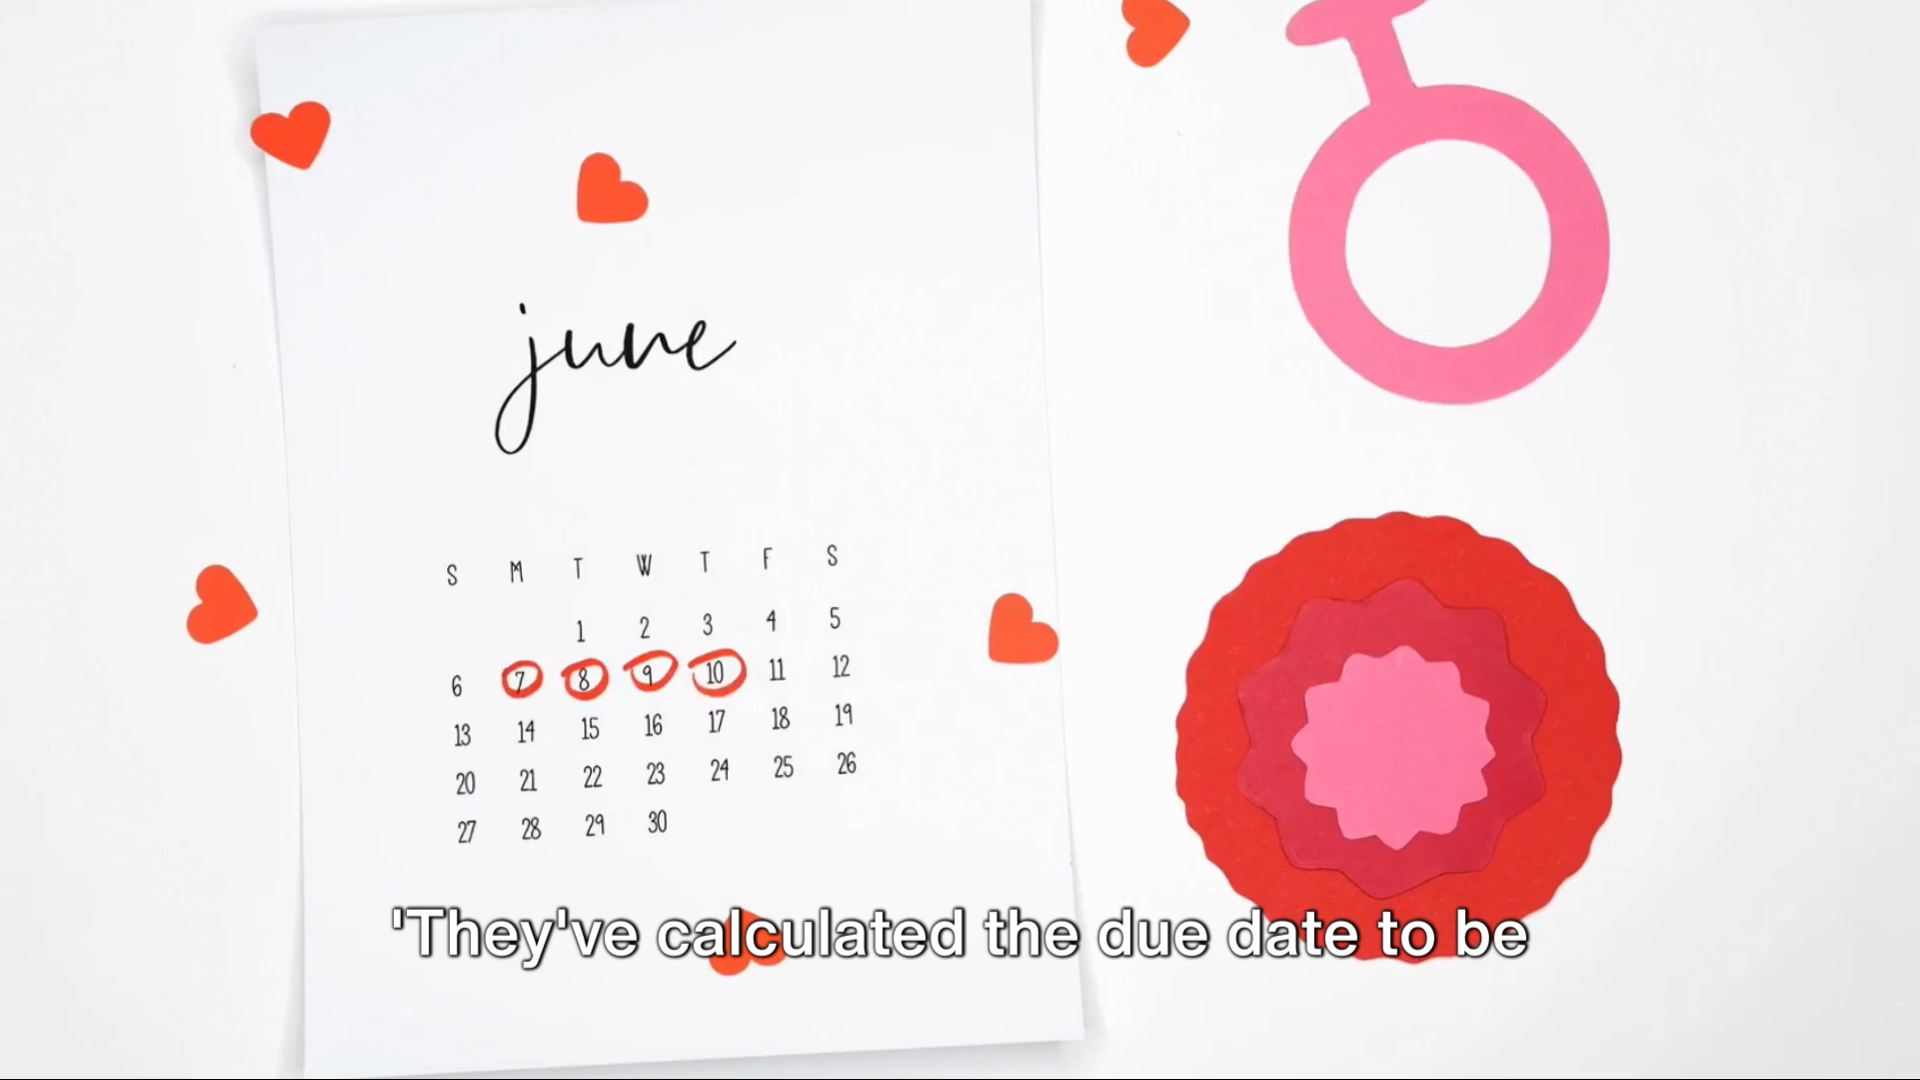 june
S M T W T F S
1 2 3 4 5
6 7 8 9 10 11 12
13 14 15 16 17 18 19
20 21 22 23 24 25 26
27 28 29 30
'They've calculated the due date to be